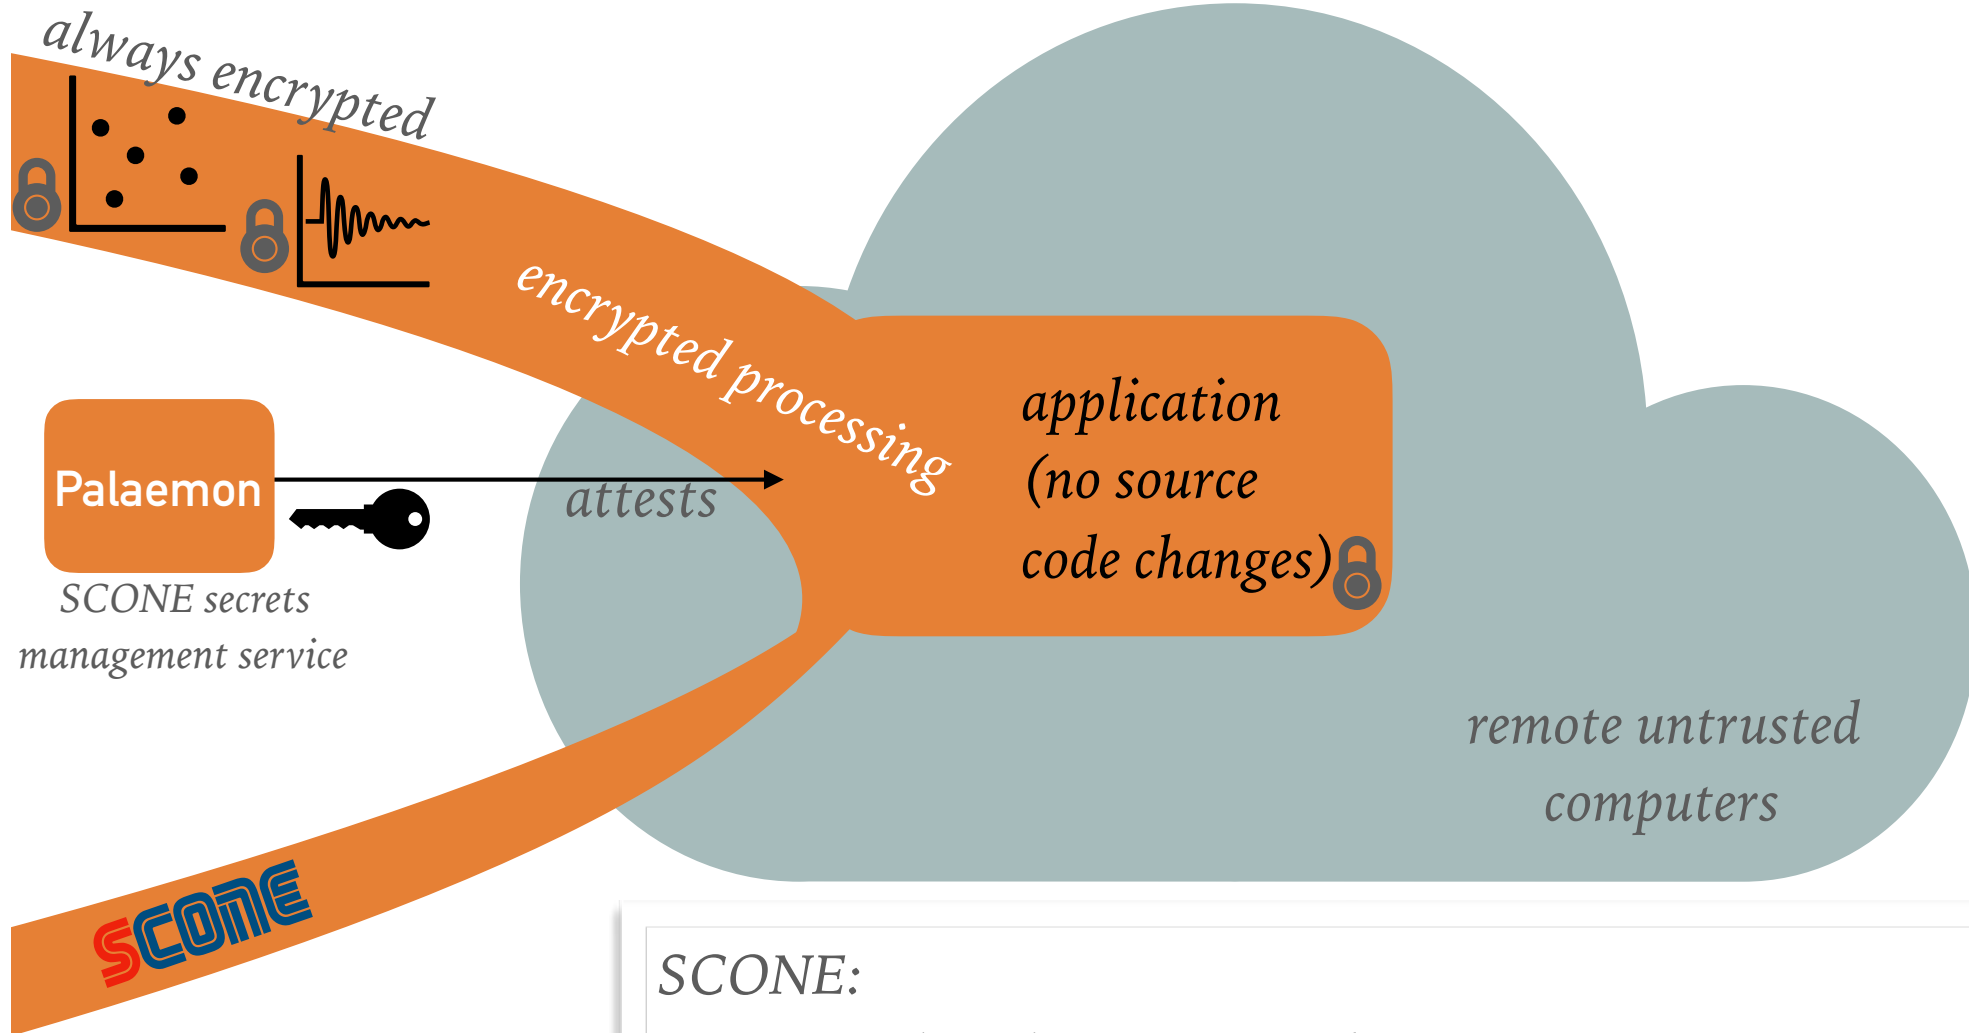 always encrypted
encrypted processing
application
(no source
code changes)
Palaemon
attests
SCONE secrets
management service
remote untrusted
computers
SCONE
SCONE: